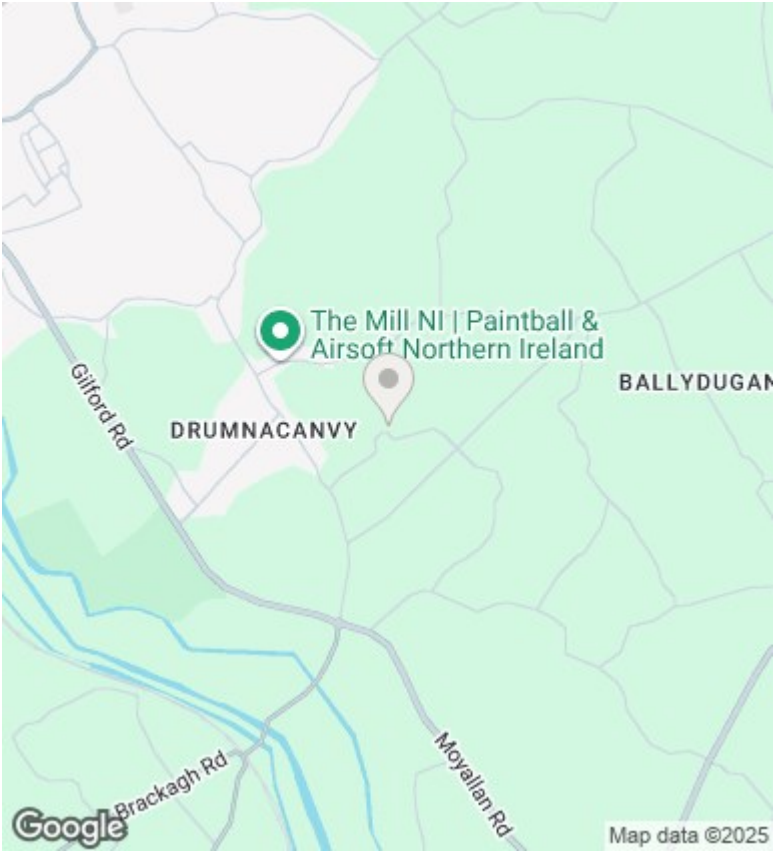 The Mill NI | Paintball &
Airsoft Northern Ireland
BALLYDUGAN
Gilford Rd
DRUMNACANVY
Moyallan Rd
Brackagh Rd
Google
Map data ©2025